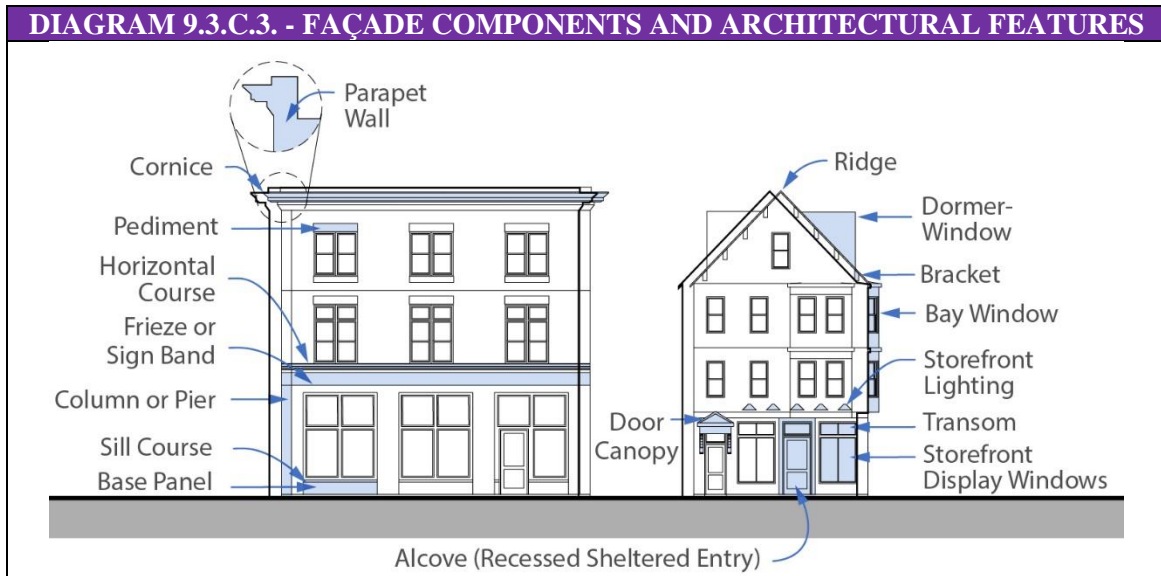 DIAGRAM 9.3.C.3. - FAÇADE COMPONENTS AND ARCHITECTURAL FEATURES
Parapet
Wall
Cornice
Pediment
Horizontal
Course
Frieze or
Sign Band
Column or Pier
Sill Course
Base Panel
Ridge
Dormer-
Window
Bracket
Bay Window
Storefront
Lighting
Door
Canopy
Transom
Storefront
Display Windows
Alcove (Recessed Sheltered Entry)